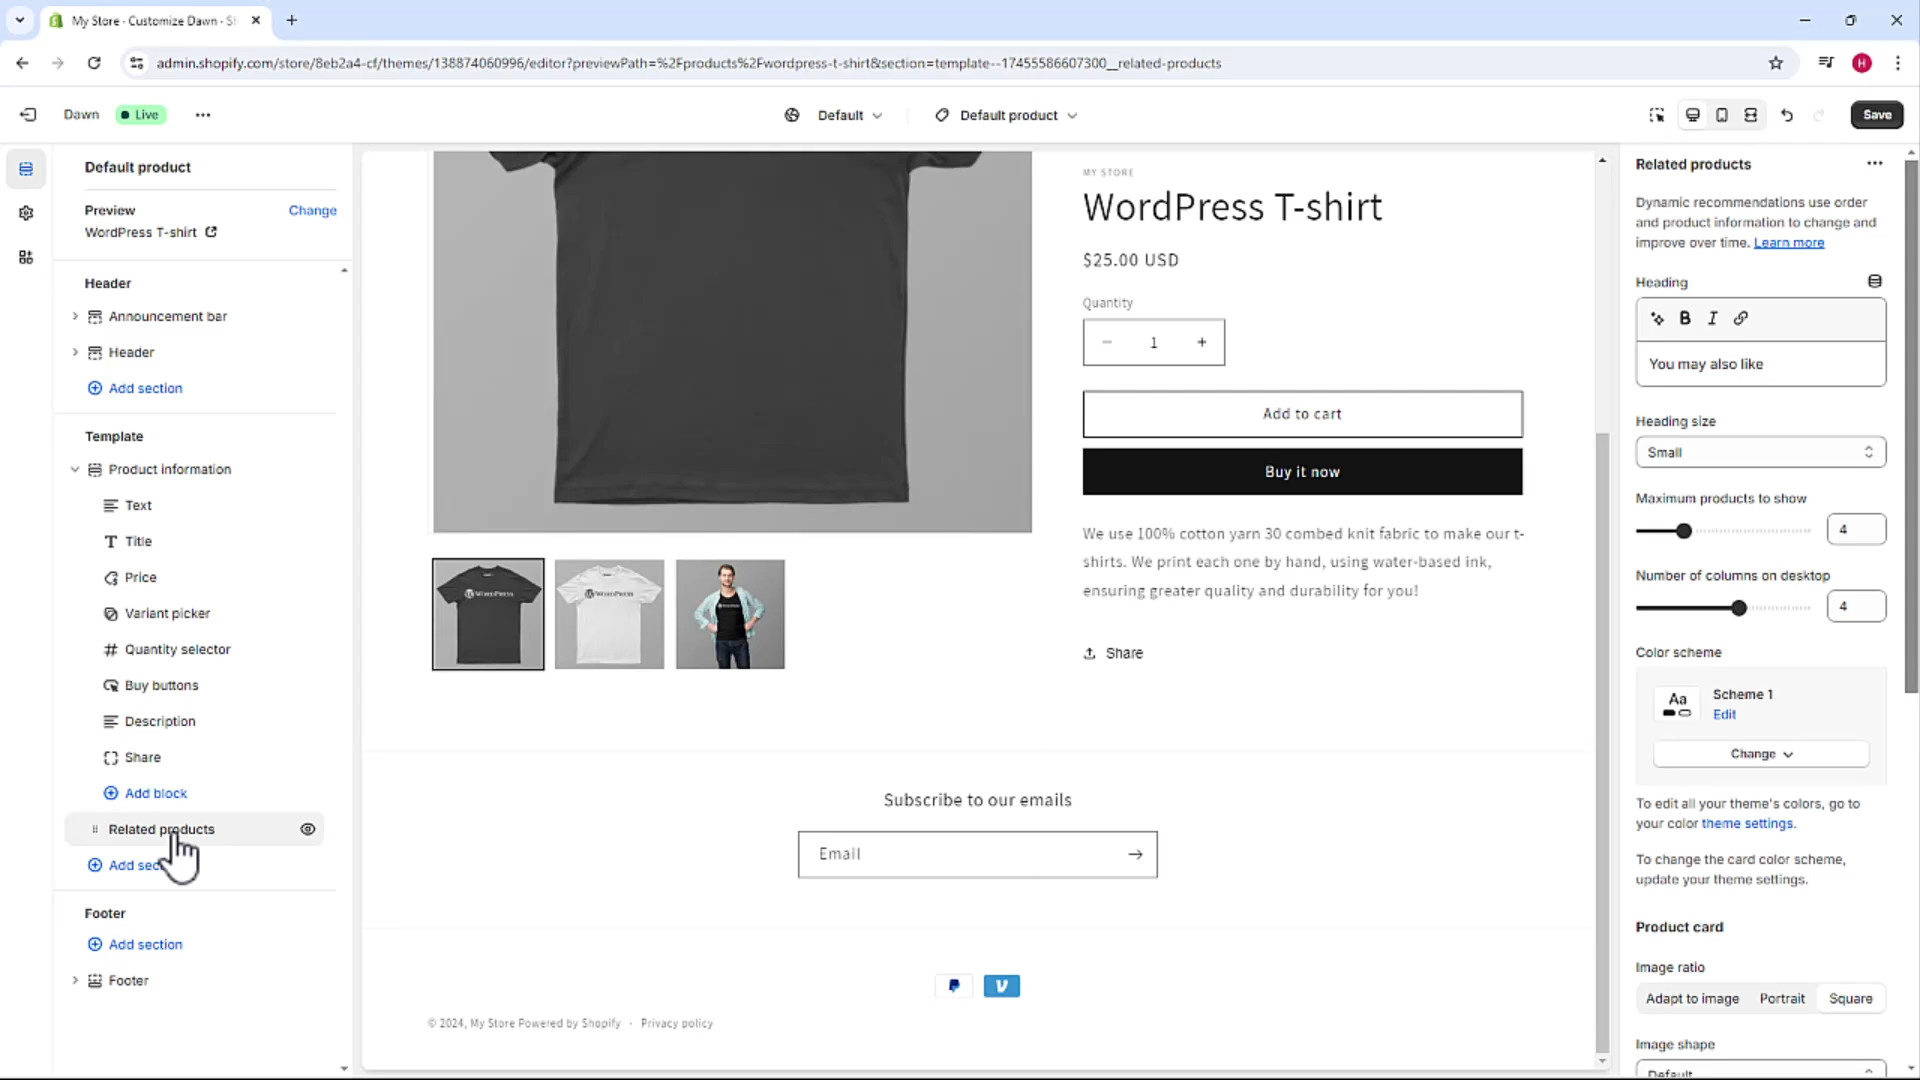 My Store · Customize Dawn · Sh
admin.shopify.com/store/8eb2a4-cf/themes/138874060996/editor?previewPath=%2Fproducts%2Fwordpress-t-shirt&section=template--17455586607300__related-products
H
Dawn
Live
Default
Default product
Save
Default product
Preview
Change
WordPress T-shirt
Header
Announcement bar
Header
Add section
Template
Product information
Text
Title
Price
Variant picker
Quantity selector
Buy buttons
Description
Share
Add block
Related products
Add sec
Footer
Add section
Footer
WORDPRESS
WORDPRESS
MY STORE
WordPress T-shirt
$25.00 USD
Quantity
1
Add to cart
Buy it now
We use 100% cotton yarn 30 combed knit fabric to make our t-
shirts. We print each one by hand, using water-based ink,
ensuring greater quality and durability for you!
Share
Subscribe to our emails
Email
© 2024, My Store Powered by Shopify · Privacy policy
Related products
Dynamic recommendations use order
and product information to change and
improve over time. Learn more
Heading
B I
You may also like
Heading size
Small
Maximum products to show
4
Number of columns on desktop
4
Color scheme
Aa
Scheme 1
Edit
Change
To edit all your theme's colors, go to
your color theme settings.
To change the card color scheme,
update your theme settings.
Product card
Image ratio
Adapt to image Portrait Square
Image shape
Default